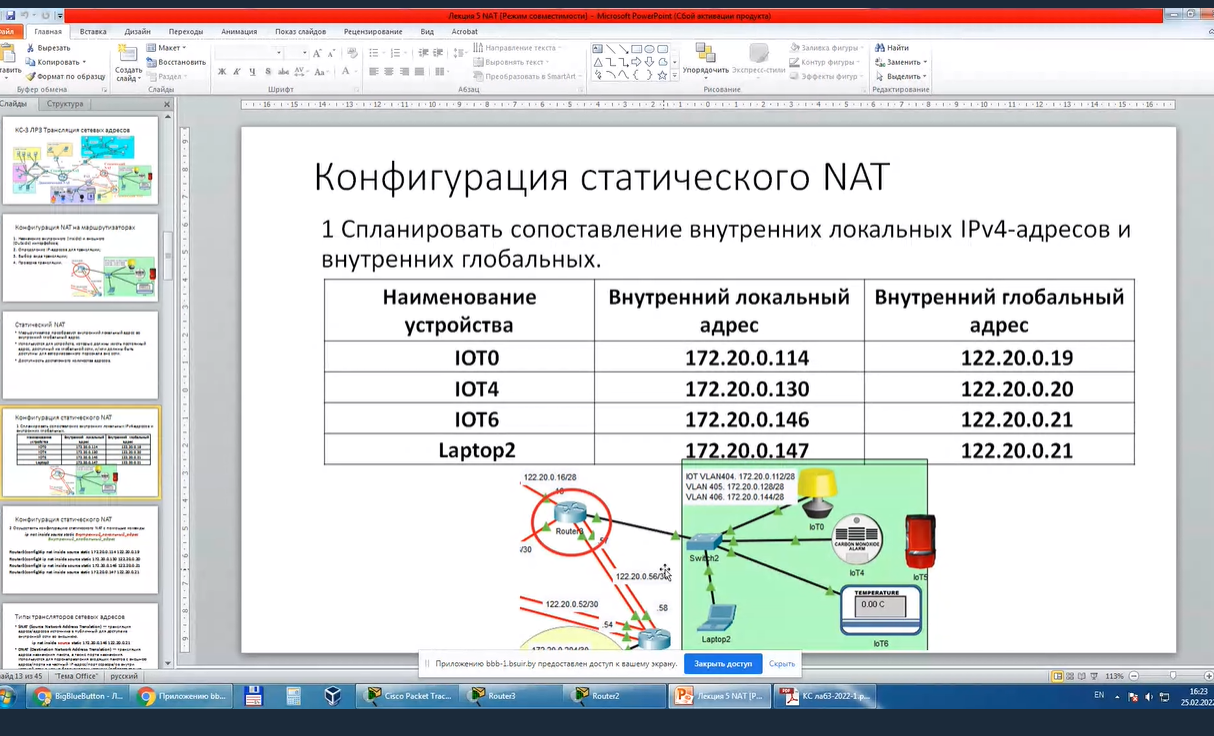 Лекция 5 NAT [Режим совместимости] – Microsoft PowerPoint (Сбой активации продукта)
Файл Главная Вставка Дизайн Переходы Анимация Показ слайдов Рецензирование Вид Acrobat
Вырезать
Копировать
Формат по образцу
Буфер обмена
Создать слайд
Макет
Восстановить
Раздел
Слайды
Шрифт
Направление текста
Выровнять текст
Преобразовать в SmartArt
Абзац
Упорядочить
Экспресс-стили
Заливка фигуры
Контур фигуры
Эффекты фигур
Рисование
Найти
Заменить
Выделить
Редактирование
Слайды Структура
КС-3 ЛР3 Трансляция сетевых адресов
Конфигурация NAT на маршрутизаторах
Статический NAT
Конфигурация статического NAT
Конфигурация статического NAT
Типы трансляторов сетевых адресов
Конфигурация статического NAT
1 Спланировать сопоставление внутренних локальных IPv4-адресов и
внутренних глобальных.
Наименование устройства Внутренний локальный адрес Внутренний глобальный адрес
IOT0 172.20.0.114 122.20.0.19
IOT4 172.20.0.130 122.20.0.20
IOT6 172.20.0.146 122.20.0.21
Laptop2 172.20.0.147 122.20.0.21
122.20.0.16/28
Router3
/30
122.20.0.56/30
.58
122.20.0.52/30
.54
IOT VLAN404. 172.20.0.112/28
VLAN 405. 172.20.0.128/28
VLAN 406. 172.20.0.144/28
Switch2
IoT0
CARBON MONOXIDE
ALARM
IoT4
IoT5
TEMPERATURE
0.00 C
IoT6
Laptop2
Приложению bbb-1.bsuir.by предоставлен доступ к вашему экрану. Закрыть доступ Скрыть
айд 13 из 45 "Тема Office" русский 113%
BigBlueButton - Л... Приложению bb... Cisco Packet Trac... Router3 Router2 Лекция 5 NAT [Р... КС лаб3-2022-1.р...
EN 16:23
25.02.2022